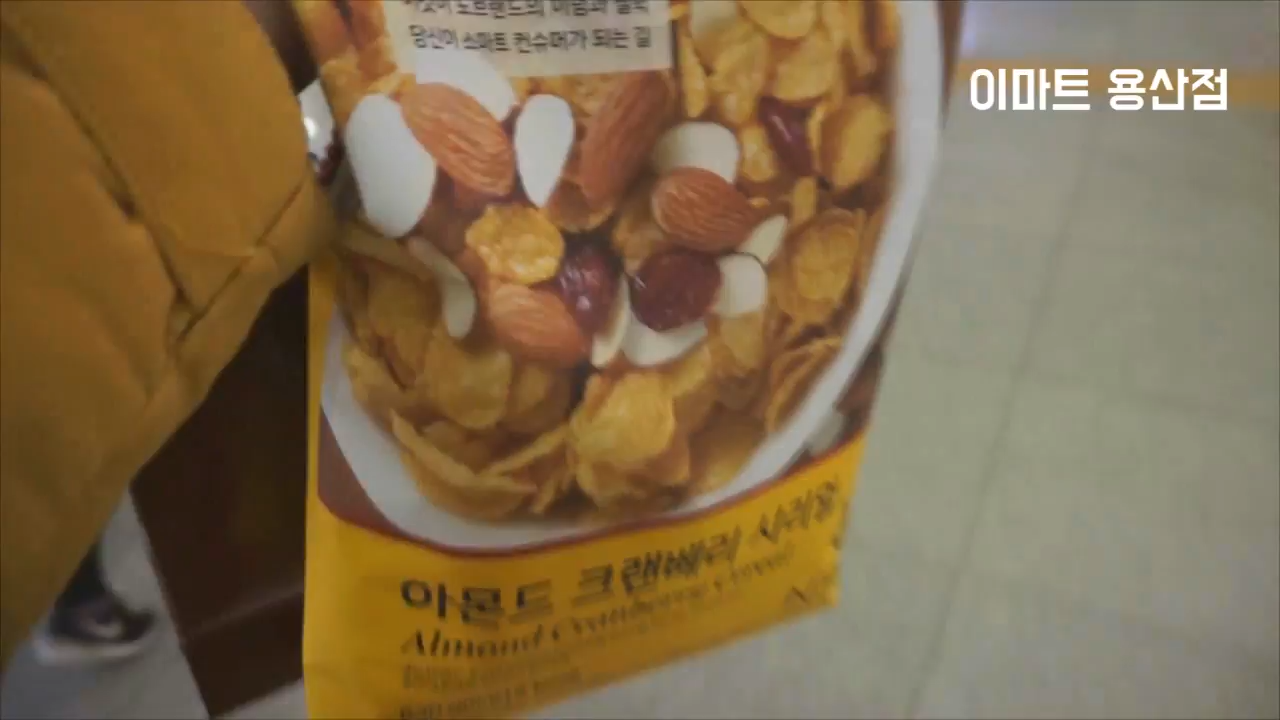 당신이 스마트 컨슈머가 되는 길
이마트 용산점
아몬드 크랜베리 시리얼
Almond Cranberry Cereal